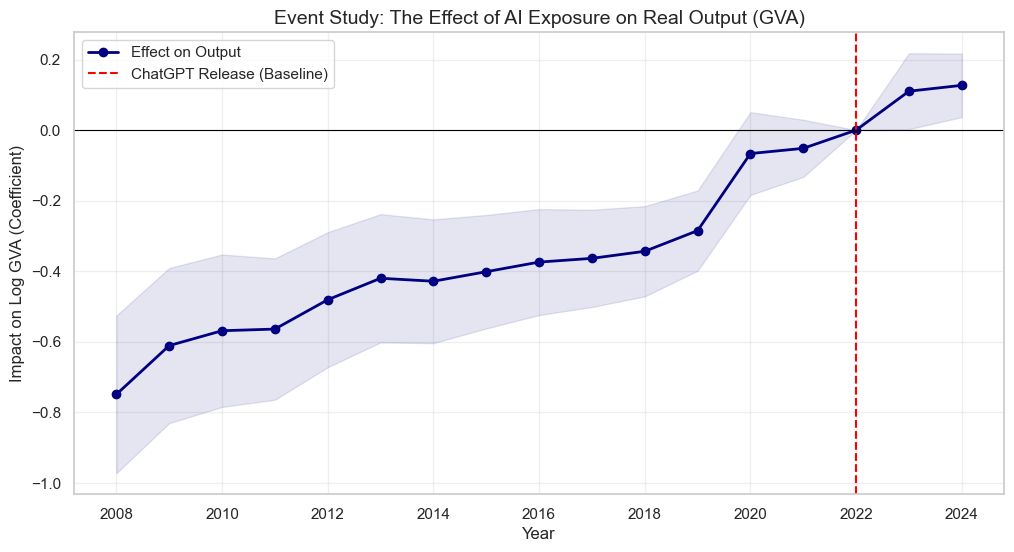 Event Study: The Effect of AI Exposure on Real Output (GVA)
Effect on Output
ChatGPT Release (Baseline)
Impact on Log GVA (Coefficient)
0.2
0.0
−0.2
−0.4
−0.6
−0.8
−1.0
2008 2010 2012 2014 2016 2018 2020 2022 2024
Year